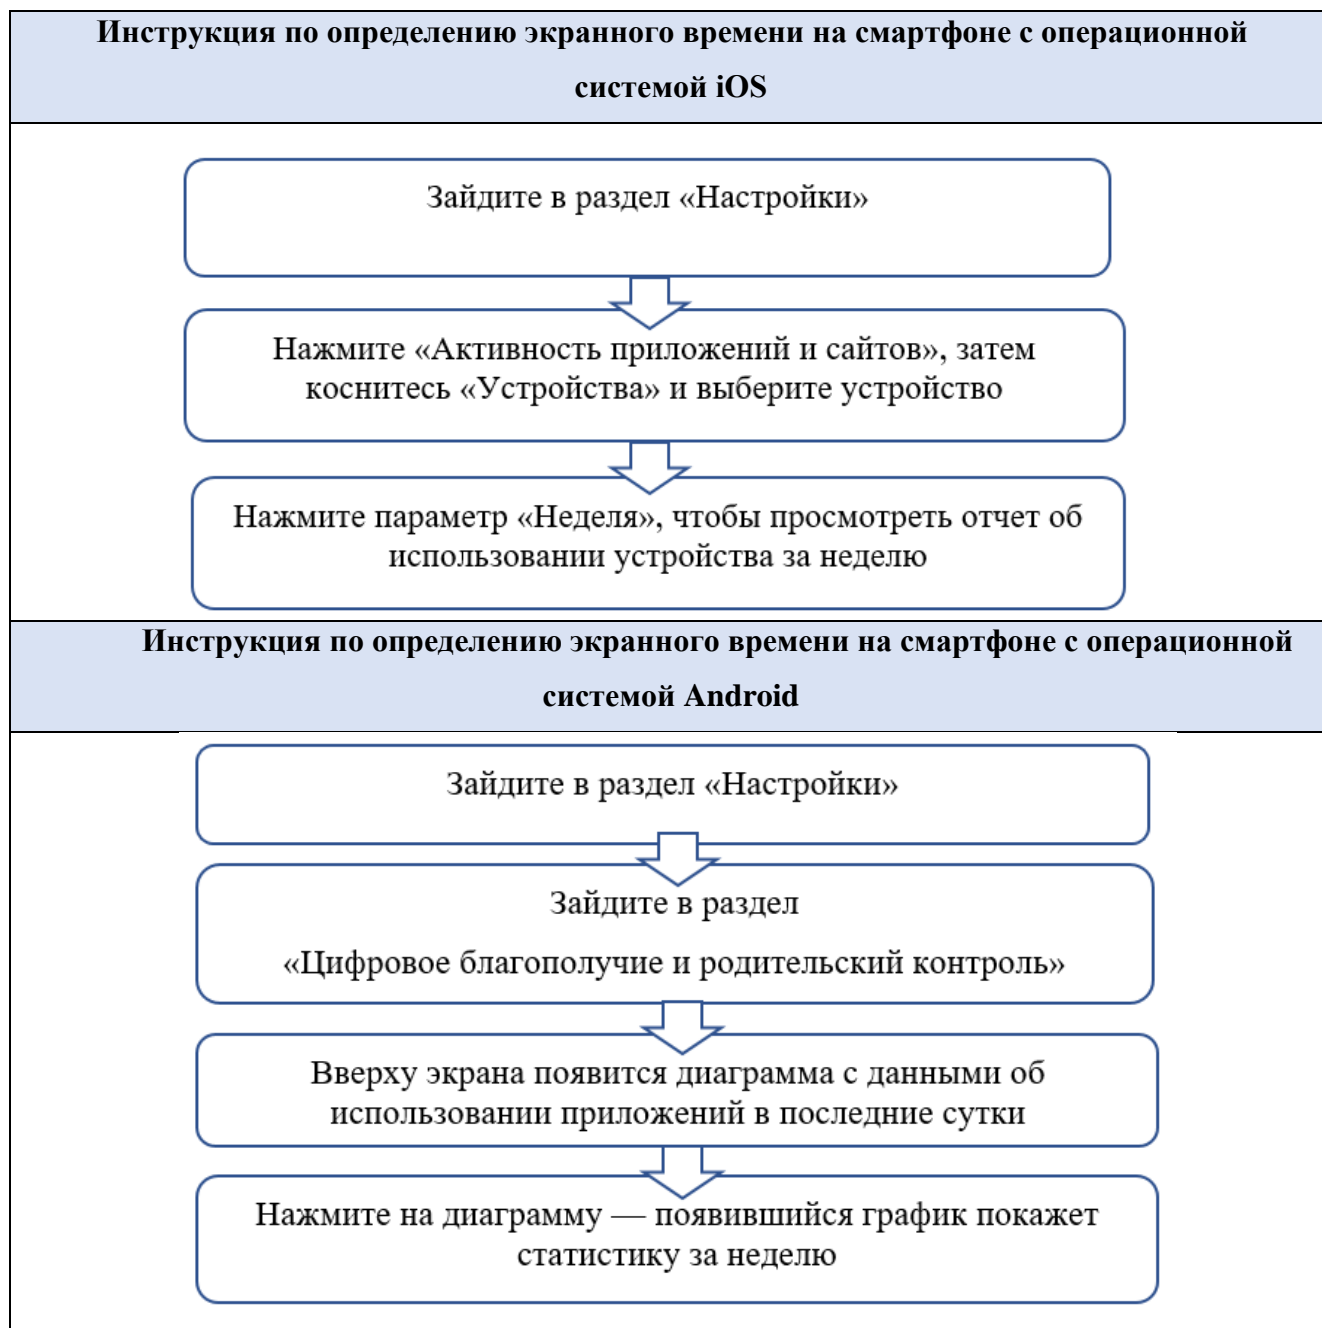 Инструкция по определению экранного времени на смартфоне с операционной
системой iOS
Зайдите в раздел «Настройки»
Нажмите «Активность приложений и сайтов», затем
коснитесь «Устройства» и выберите устройство
Нажмите параметр «Неделя», чтобы просмотреть отчет об
использовании устройства за неделю
Инструкция по определению экранного времени на смартфоне с операционной
системой Android
Зайдите в раздел «Настройки»
Зайдите в раздел
«Цифровое благополучие и родительский контроль»
Вверху экрана появится диаграмма с данными об
использовании приложений в последние сутки
Нажмите на диаграмму — появившийся график покажет
статистику за неделю